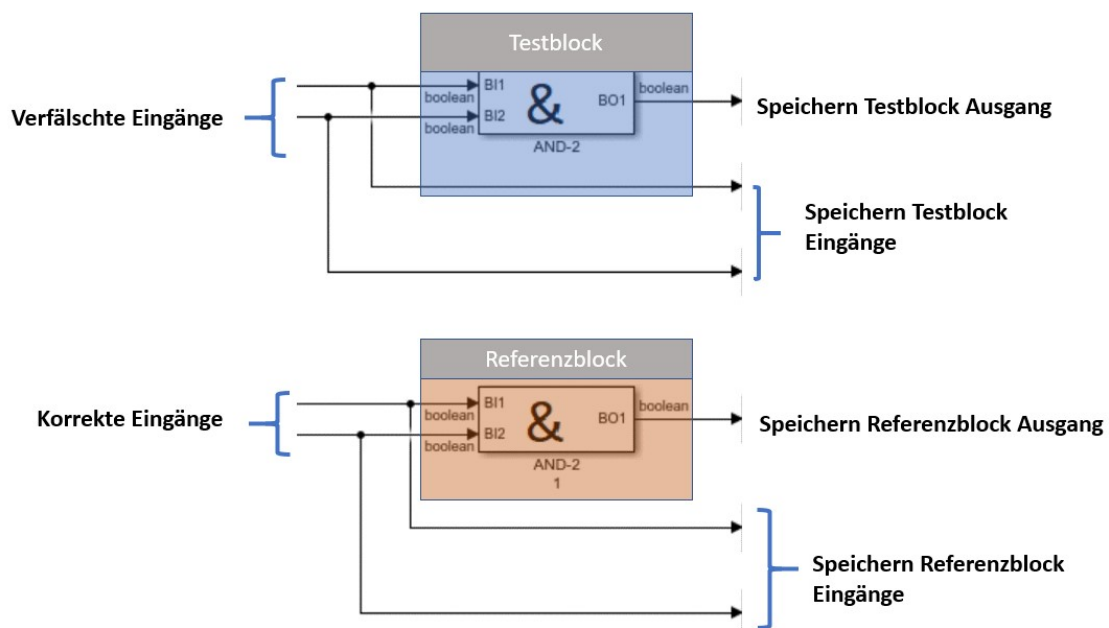 Testblock
Verfälschte Eingänge
boolean
boolean
BI1
BI2
&
BO1
boolean
AND-2
Speichern Testblock Ausgang
Speichern Testblock
Eingänge
Referenzblock
Korrekte Eingänge
boolean
boolean
BI1
BI2
&
BO1
boolean
AND-2
1
Speichern Referenzblock Ausgang
Speichern Referenzblock
Eingänge